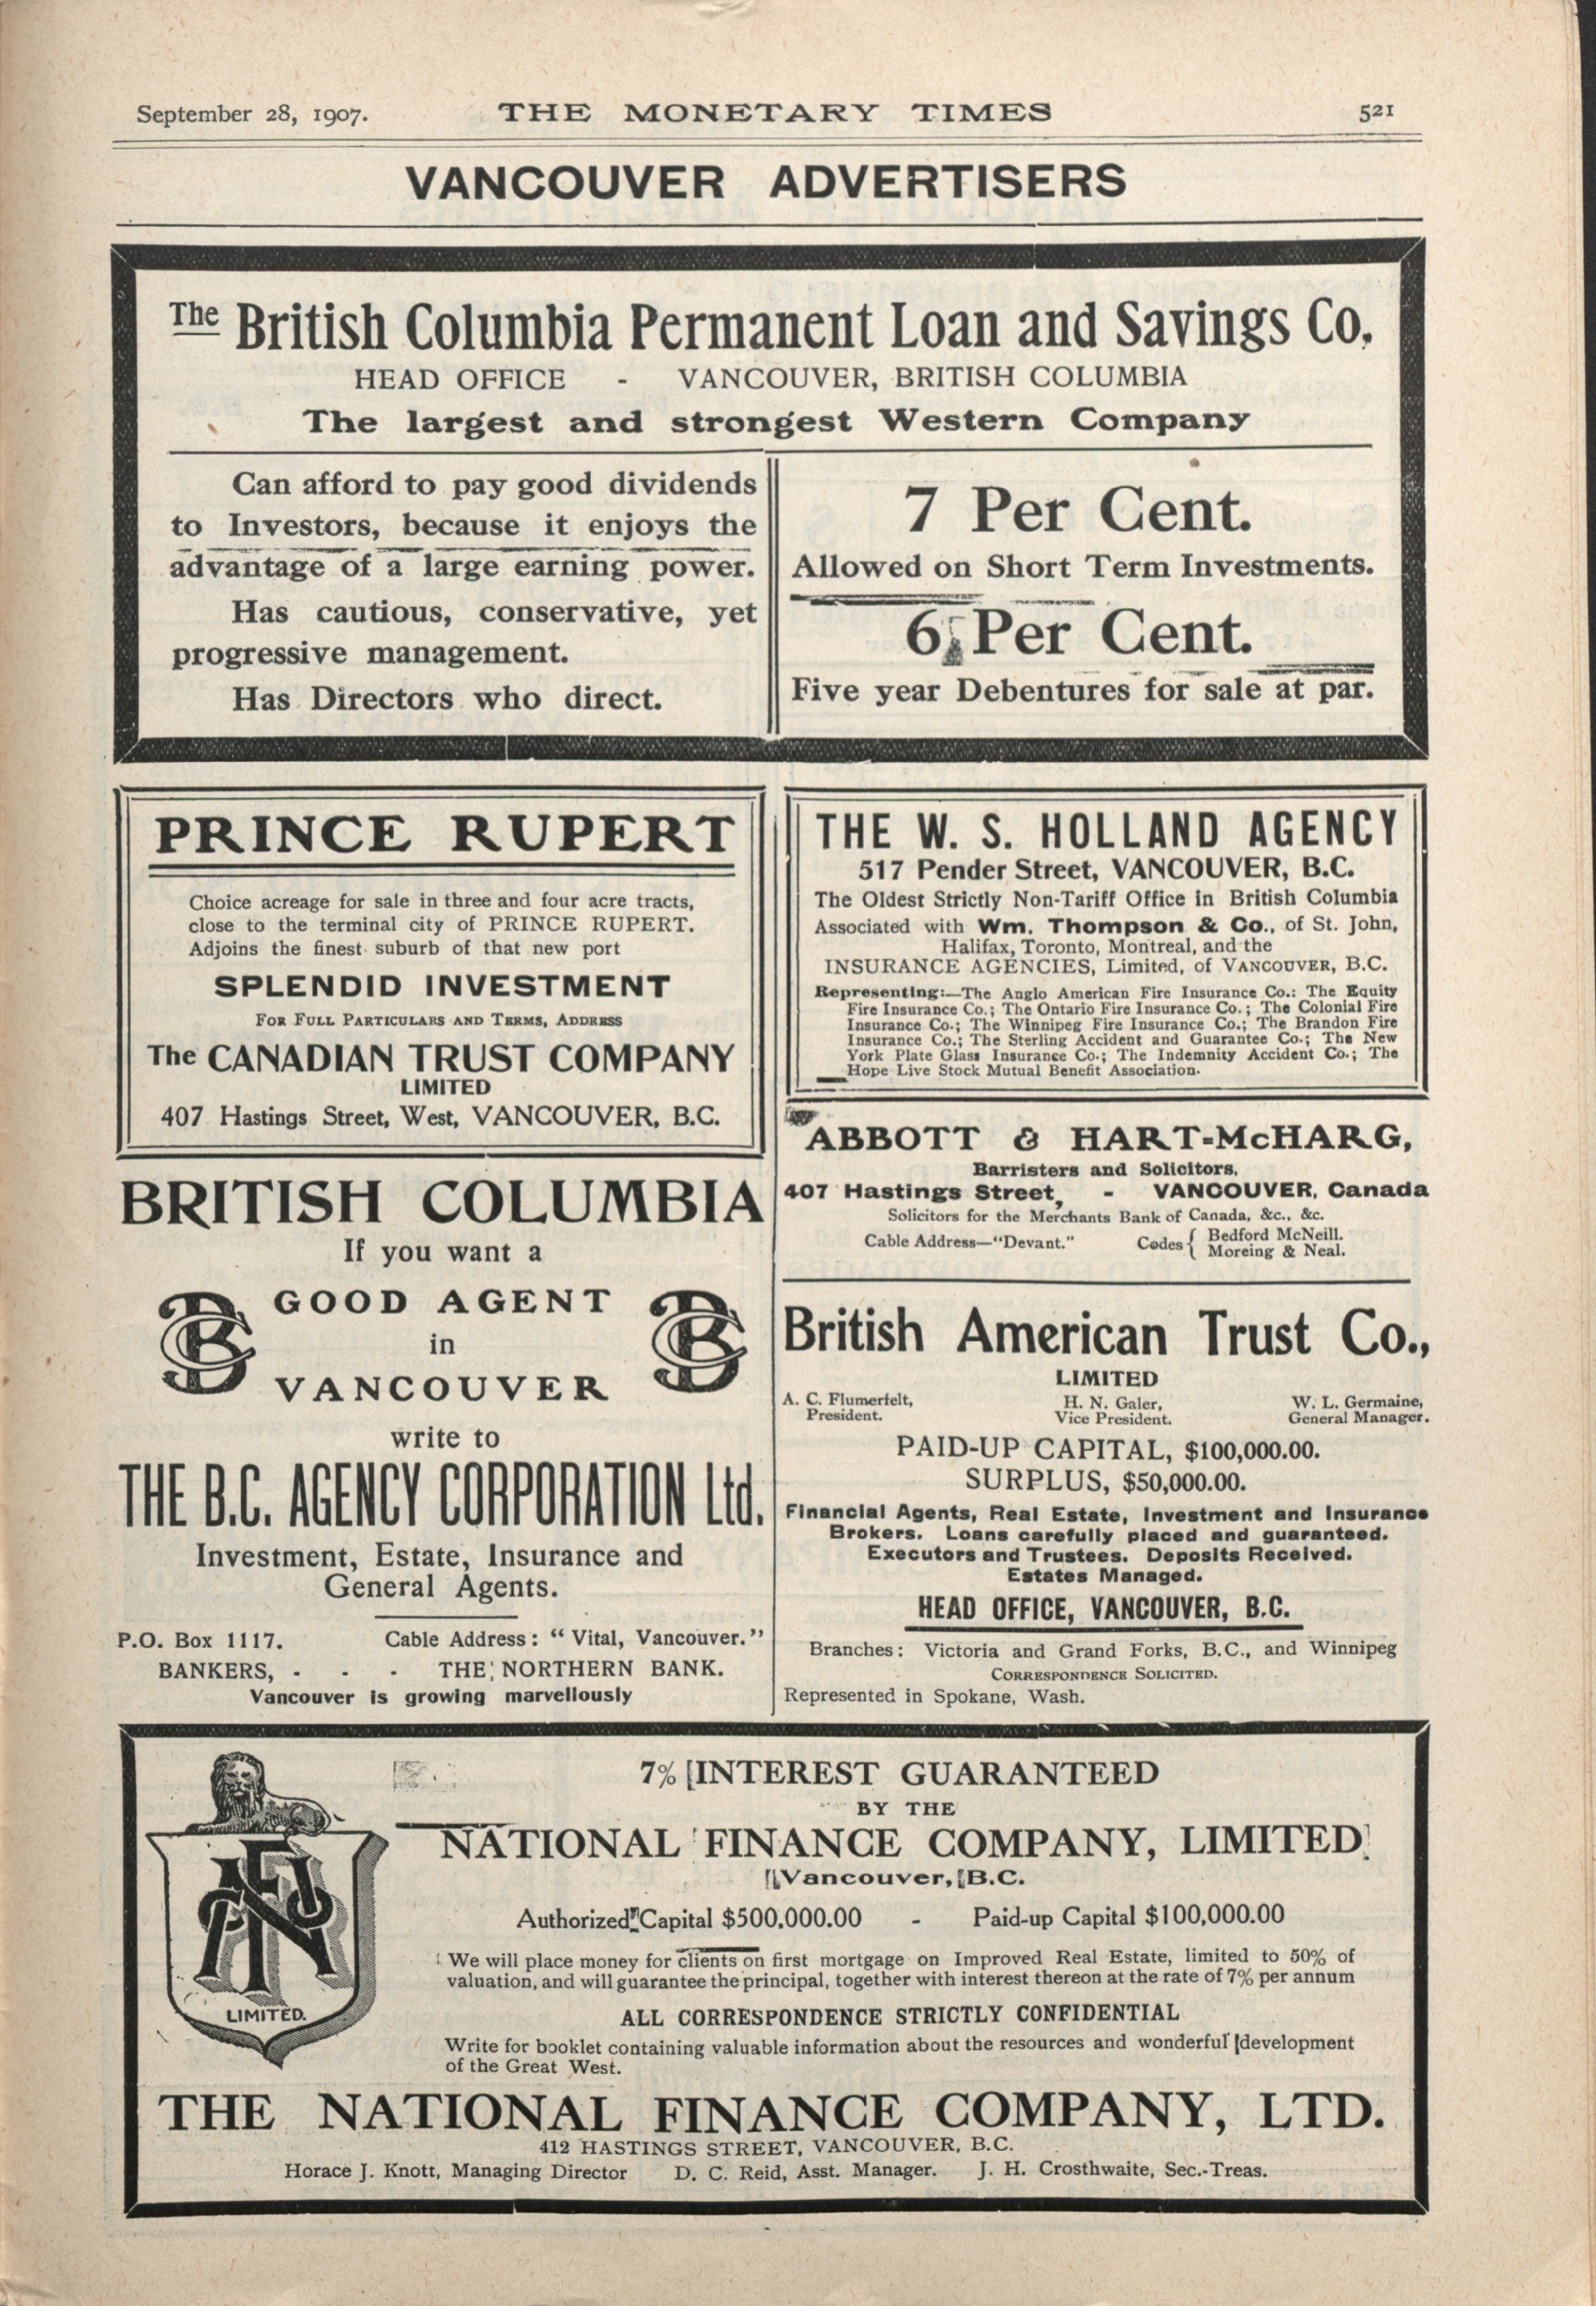 September 28, 1907.
THE MONETARY TIMES
521
VANCOUVER ADVERTISERS
The British Columbia Permanent Loan and Savings Co.
HEAD OFFICE - VANCOUVER, BRITISH COLUMBIA
The largest and strongest Western Company
Can afford to pay good dividends
to Investors, because it enjoys the
advantage of a large earning power.
Has cautious, conservative, yet
progressive management.
Has Directors who direct.
7 Per Cent.
Allowed on Short Term Investments.
6 Per Cent.
Five year Debentures for sale at par.
PRINCE RUPERT
Choice acreage for sale in three and four acre tracts,
close to the terminal city of PRINCE RUPERT.
Adjoins the finest suburb of that new port
SPLENDID INVESTMENT
FOR FULL PARTICULARS AND TERMS, ADDRESS
The CANADIAN TRUST COMPANY
LIMITED
407 Hastings Street, West, VANCOUVER, B.C.
THE W. S. HOLLAND AGENCY
517 Pender Street, VANCOUVER, B.C.
The Oldest Strictly Non-Tariff Office in British Columbia
Associated with Wm. Thompson & Co., of St. John,
Halifax, Toronto, Montreal, and the
INSURANCE AGENCIES, Limited, of VANCOUVER, B.C.
Representing:—The Anglo American Fire Insurance Co.: The Equity
Fire Insurance Co.; The Ontario Fire Insurance Co.; The Colonial Fire
Insurance Co.; The Winnipeg Fire Insurance Co.; The Brandon Fire
Insurance Co.; The Sterling Accident and Guarantee Co.; The New
York Plate Glass Insurance Co.; The Indemnity Accident Co.; The
Hope Live Stock Mutual Benefit Association.
ABBOTT & HART-McHARG,
Barristers and Solicitors,
407 Hastings Street, - VANCOUVER, Canada
Solicitors for the Merchants Bank of Canada, &c., &c.
Cable Address—"Devant." Codes { Bedford McNeill.
Moreing & Neal.
BRITISH COLUMBIA
If you want a
GOOD AGENT
in
VANCOUVER
BC
BC
write to
THE B.C. AGENCY CORPORATION Ltd.
Investment, Estate, Insurance and
General Agents.
P.O. Box 1117. Cable Address: "Vital, Vancouver."
BANKERS, - - - THE NORTHERN BANK.
Vancouver is growing marvellously
British American Trust Co.,
LIMITED
A. C. Flumerfelt, H. N. Galer, W. L. Germaine,
President. Vice President. General Manager.
PAID-UP CAPITAL, $100,000.00.
SURPLUS, $50,000.00.
Financial Agents, Real Estate, Investment and Insurance
Brokers. Loans carefully placed and guaranteed.
Executors and Trustees. Deposits Received.
Estates Managed.
HEAD OFFICE, VANCOUVER, B.C.
Branches: Victoria and Grand Forks, B.C., and Winnipeg
CORRESPONDENCE SOLICITED.
Represented in Spokane, Wash.
7% INTEREST GUARANTEED
BY THE
NATIONAL FINANCE COMPANY, LIMITED
Vancouver, B.C.
Authorized Capital $500,000.00 - Paid-up Capital $100,000.00
We will place money for clients on first mortgage on Improved Real Estate, limited to 50% of
valuation, and will guarantee the principal, together with interest thereon at the rate of 7% per annum
ALL CORRESPONDENCE STRICTLY CONFIDENTIAL
Write for booklet containing valuable information about the resources and wonderful development
of the Great West.
NF
LIMITED.
THE NATIONAL FINANCE COMPANY, LTD.
412 HASTINGS STREET, VANCOUVER, B.C.
Horace J. Knott, Managing Director D. C. Reid, Asst. Manager. J. H. Crosthwaite, Sec.-Treas.